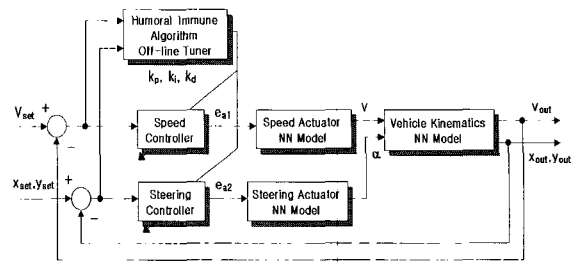 Humoral Immune
Algorithm
Off-line Tuner
kp, ki, kd
Vset
+
−
Speed
Controller
ea1
Speed Actuator
NN Model
V
Vehicle Kinematics
NN Model
α
Vout
xout, yout
xset, yset
+
−
Steering
Controller
ea2
Steering Actuator
NN Model